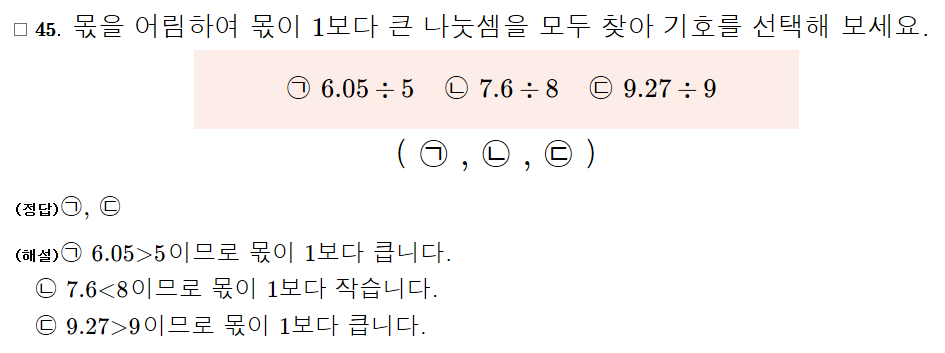 □ 45. 몫을 어림하여 몫이 1보다 큰 나눗셈을 모두 찾아 기호를 선택해 보세요.
㉠ 6.05÷5 ㉡ 7.6÷8 ㉢ 9.27÷9
( ㉠ , ㉡ , ㉢ )
(정답)㉠, ㉢
(해설)㉠ 6.05>5이므로 몫이 1보다 큽니다.
㉡ 7.6<8이므로 몫이 1보다 작습니다.
㉢ 9.27>9이므로 몫이 1보다 큽니다.